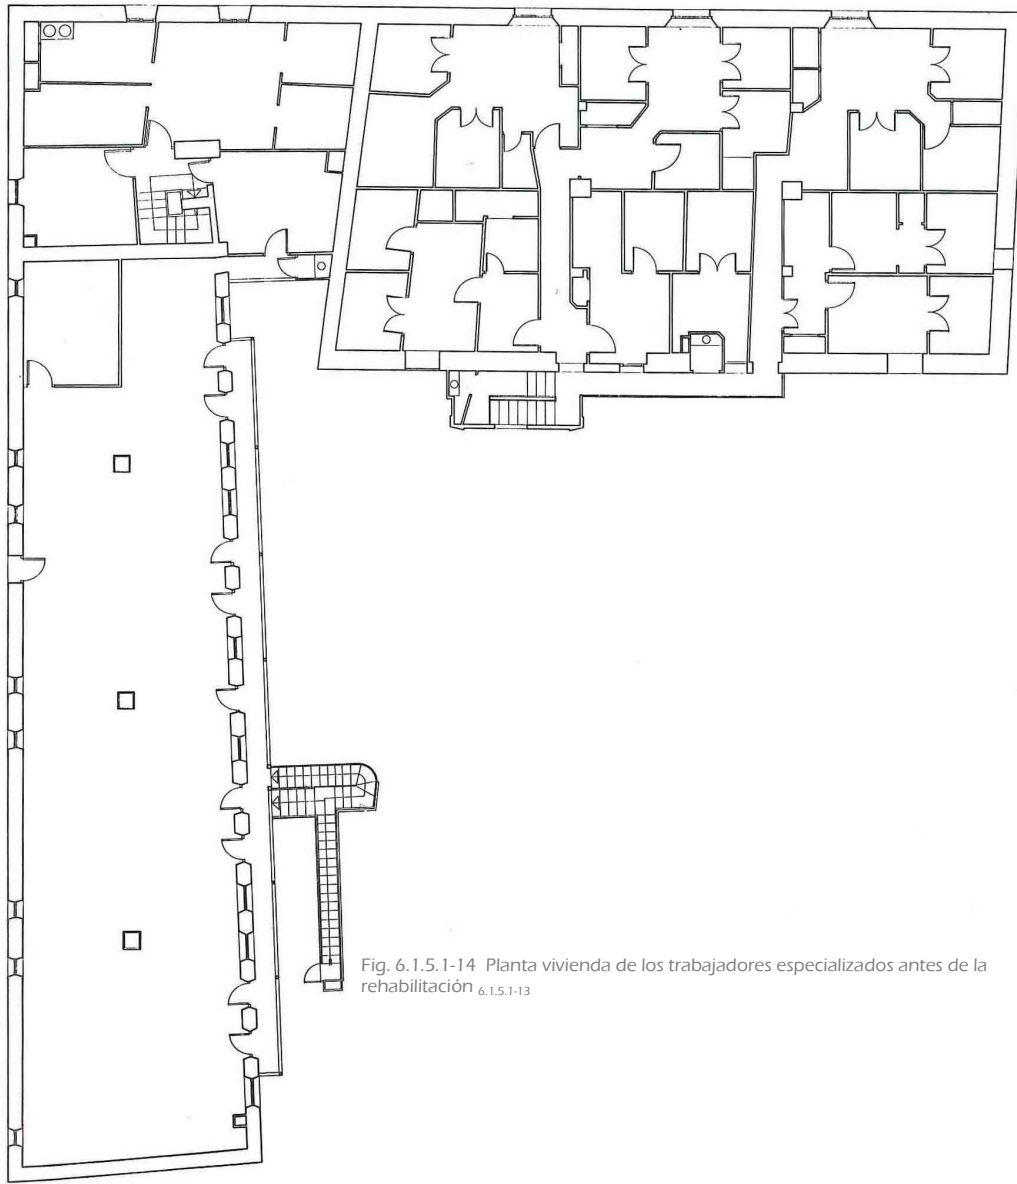 Fig. 6.1.5.1-14 Planta vivienda de los trabajadores especializados antes de la
rehabilitación 6.1.5.1-13